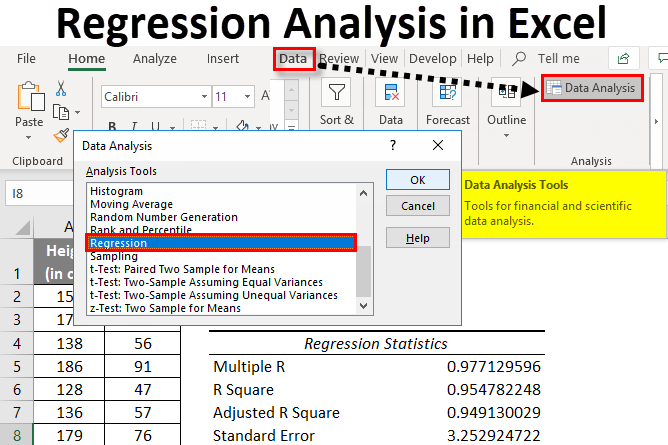 Regression Analysis in Excel
File Home Analyze Insert Data Review View Develop Help Tell me
Calibri 11
Data Analysis
Paste
B I U
Sort & Data Forecast Outline
Clipboard
Analysis
Data Analysis ? ×
Analysis Tools
Histogram
Moving Average
Random Number Generation
Rank and Percentile
Regression
Sampling
t-Test: Paired Two Sample for Means
t-Test: Two-Sample Assuming Equal Variances
t-Test: Two-Sample Assuming Unequal Variances
z-Test: Two Sample for Means
OK
Cancel
Help
Data Analysis Tools
Tools for financial and scientific
data analysis.
I8
1
2
3
4 138 56 Regression Statistics
5 186 91 Multiple R 0.977129596
6 128 47 R Square 0.954782248
7 136 57 Adjusted R Square 0.949130029
8 179 76 Standard Error 3.252924722